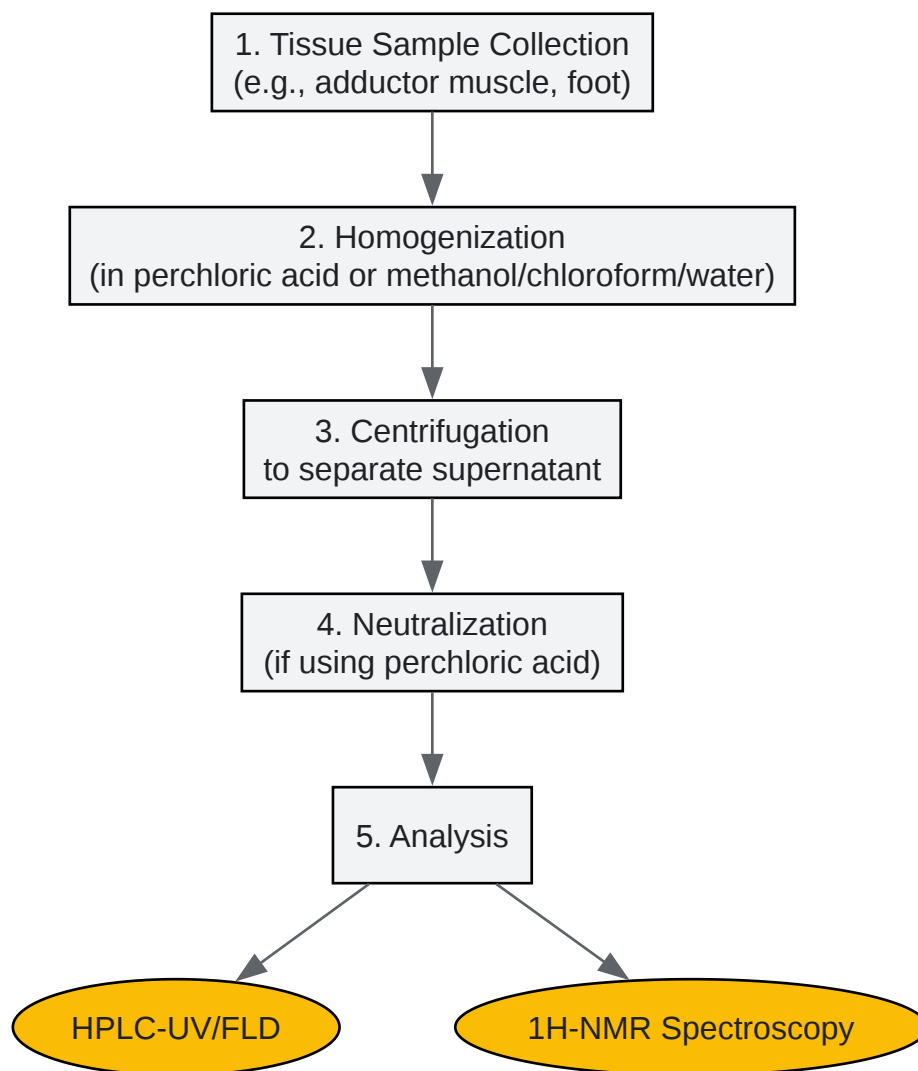 1. Tissue Sample Collection
(e.g., adductor muscle, foot)
2. Homogenization
(in perchloric acid or methanol/chloroform/water)
3. Centrifugation
to separate supernatant
4. Neutralization
(if using perchloric acid)
5. Analysis
HPLC-UV/FLD
1H-NMR Spectroscopy